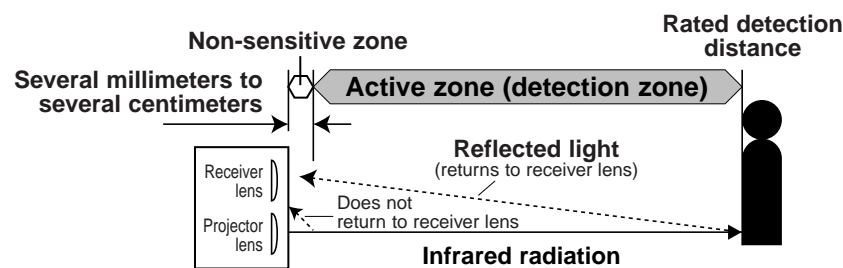 Rated detection
distance
Non-sensitive zone
Several millimeters to
several centimeters
Active zone (detection zone)
Reflected light
(returns to receiver lens)
Receiver
lens
Does not
return to receiver lens
Projector
lens
Infrared radiation